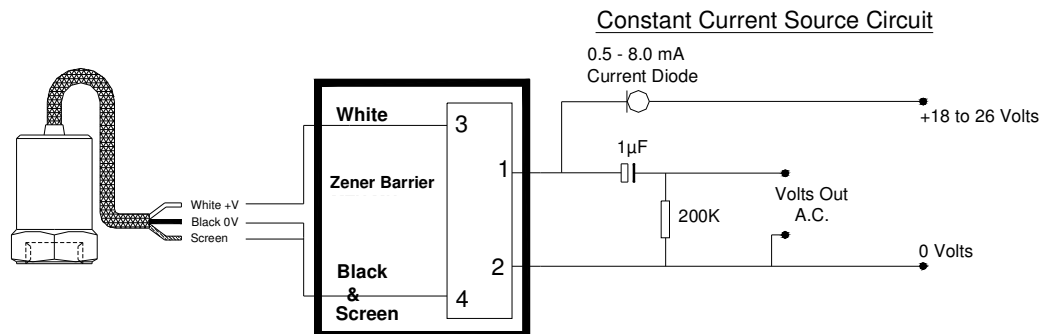 Constant Current Source Circuit
0.5 - 8.0 mA
Current Diode
+18 to 26 Volts
White
3
1µF
1
Zener Barrier
Volts Out
A.C.
White +V
200K
Black 0V
Screen
0 Volts
2
Black
&
Screen
4